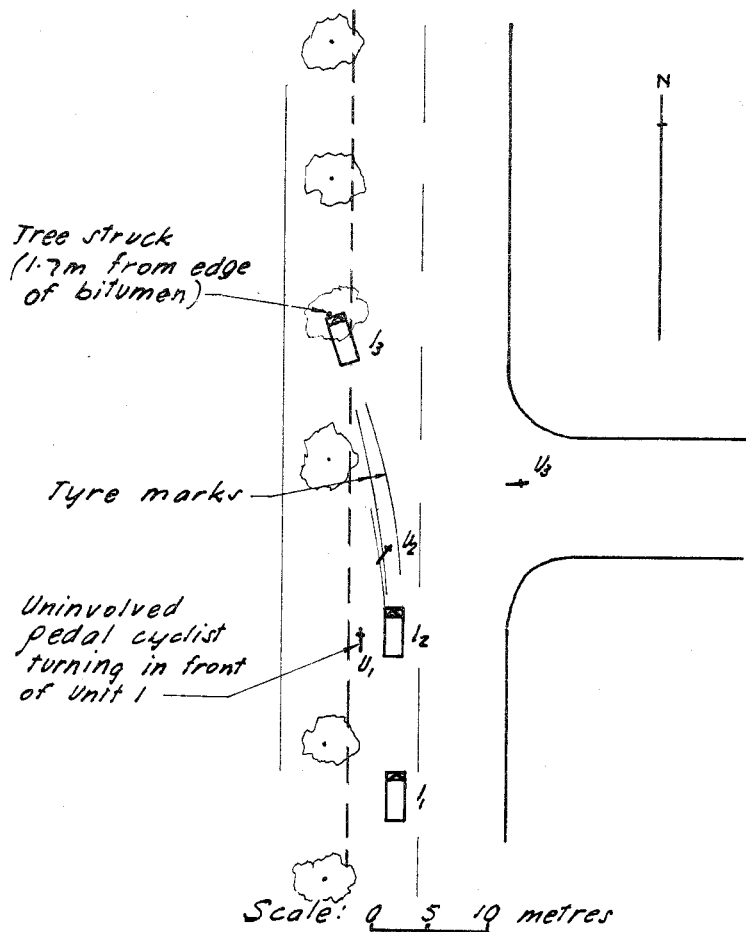 N
Tree struck
(1.7m from edge
of bitumen)
I3
U3
Tyre marks
U2
Uninvolved
pedal cyclist
turning in front
of Unit 1
U1
I2
I1
Scale: 0 5 10 metres